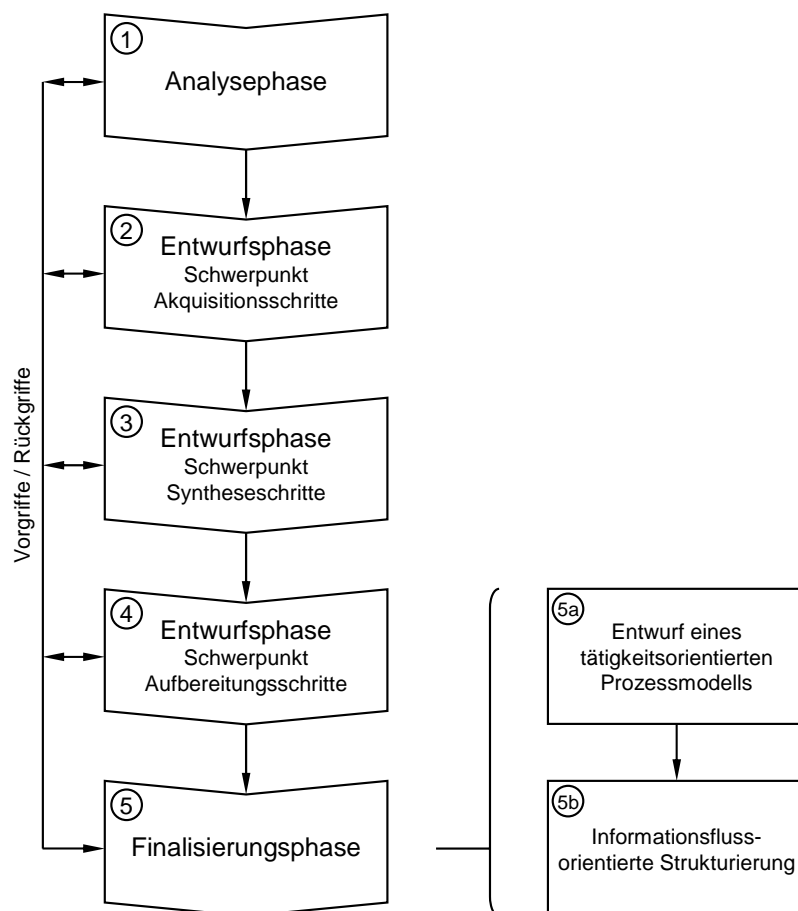 1
Analysephase
2
Entwurfsphase
Schwerpunkt
Akquisitionsschritte
3
Entwurfsphase
Schwerpunkt
Syntheseschritte
Vorgriffe / Rückgriffe
4
Entwurfsphase
Schwerpunkt
Aufbereitungsschritte
5
Finalisierungsphase
5a
Entwurf eines
tätigkeitsorientierten
Prozessmodells
5b
Informationsfluss-
orientierte Strukturierung